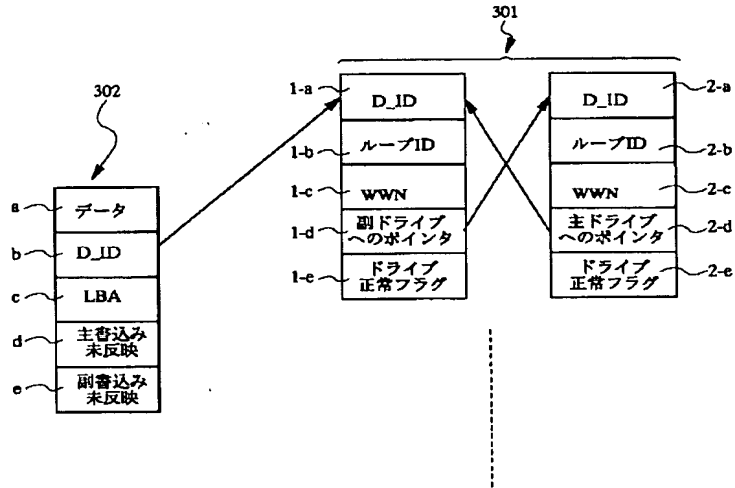 301
302
a
データ
b
D_ID
c
LBA
d
主書込み
未反映
e
副書込み
未反映
1-a
D_ID
1-b
ループID
1-c
WWN
1-d
副ドライブ
へのポインタ
1-e
ドライブ
正常フラグ
2-a
D_ID
2-b
ループID
2-c
WWN
2-d
主ドライブ
へのポインタ
2-e
ドライブ
正常フラグ